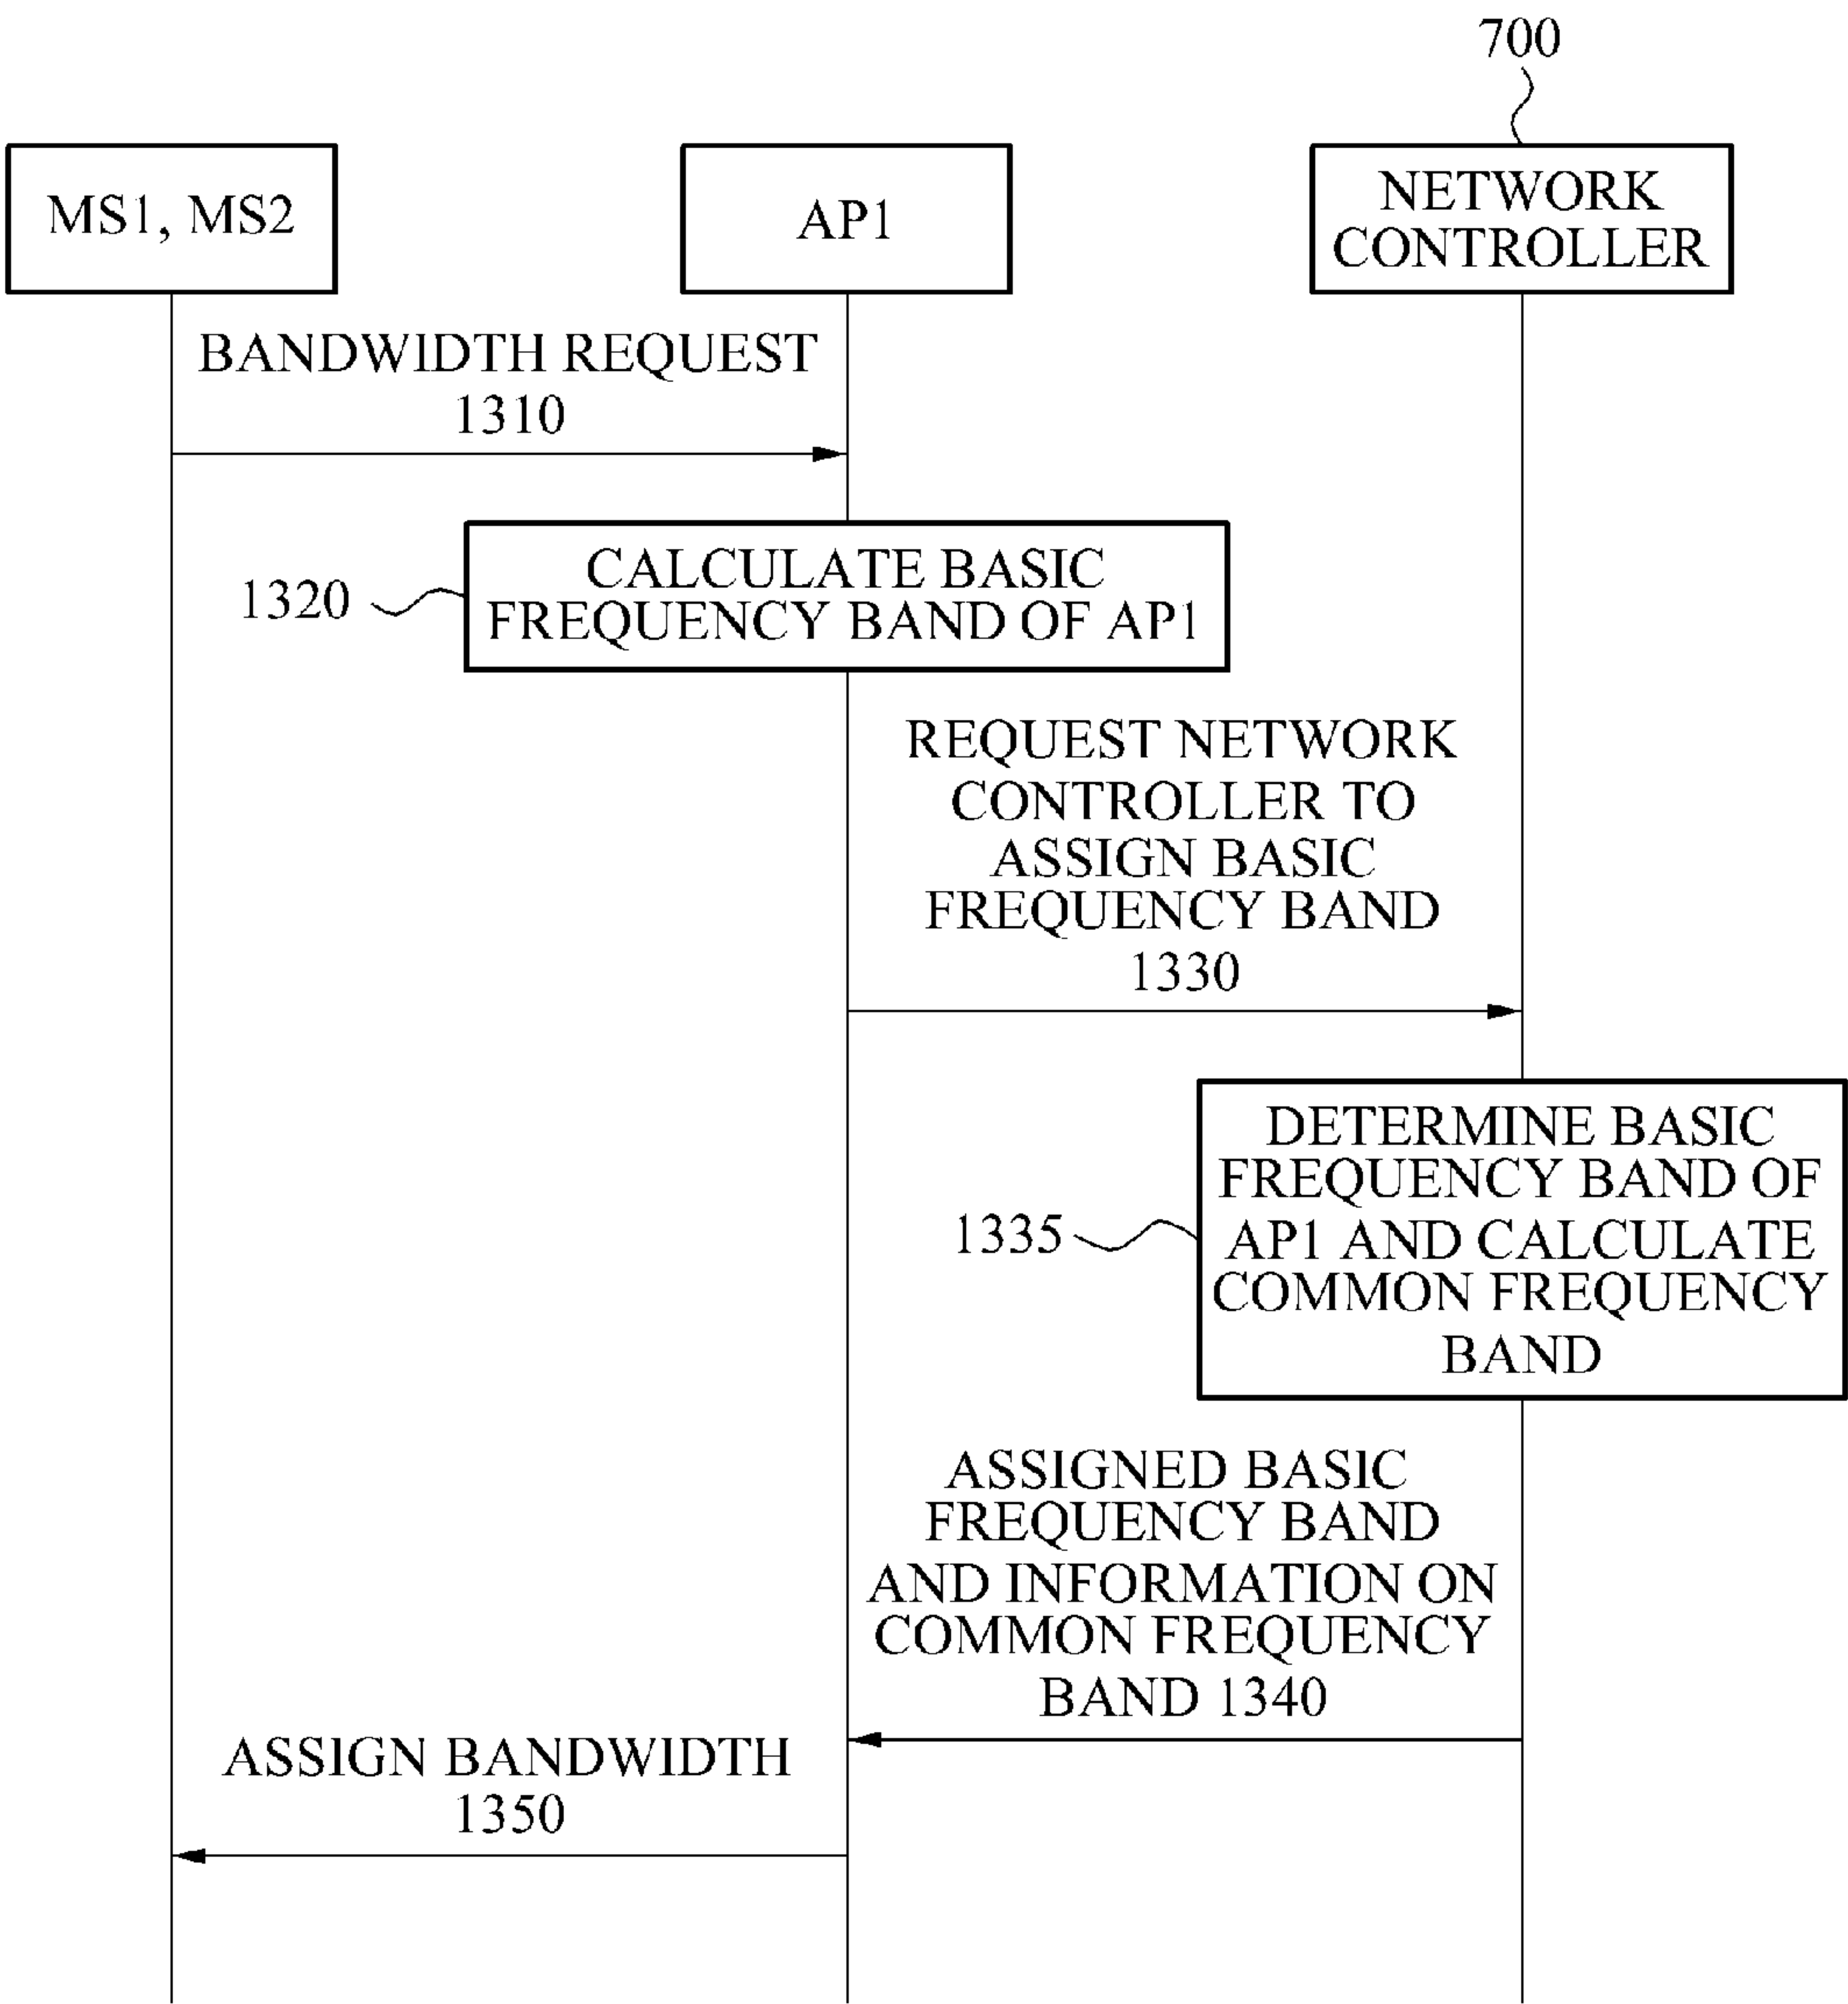 700
MS1, MS2
AP1
NETWORK
CONTROLLER
BANDWIDTH REQUEST
1310
1320
CALCULATE BASIC
FREQUENCY BAND OF AP1
REQUEST NETWORK
CONTROLLER TO
ASSIGN BASIC
FREQUENCY BAND
1330
1335
DETERMINE BASIC
FREQUENCY BAND OF
AP1 AND CALCULATE
COMMON FREQUENCY
BAND
ASSIGNED BASIC
FREQUENCY BAND
AND INFORMATION ON
COMMON FREQUENCY
BAND 1340
ASSIGN BANDWIDTH
1350